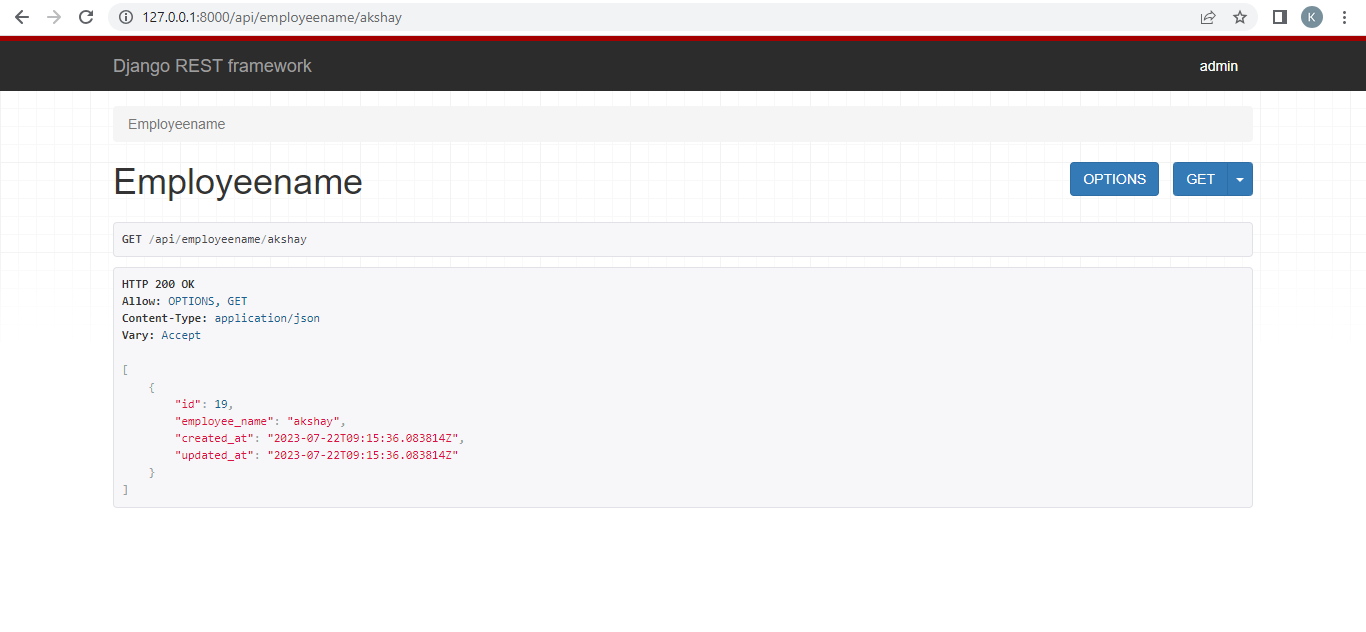 127.0.0.1:8000/api/employeename/akshay
K
Django REST framework
admin
Employeename
Employeename
OPTIONS
GET
GET /api/employeename/akshay
HTTP 200 OK
Allow: OPTIONS, GET
Content-Type: application/json
Vary: Accept
[
    {
        "id": 19,
        "employee_name": "akshay",
        "created_at": "2023-07-22T09:15:36.083814Z",
        "updated_at": "2023-07-22T09:15:36.083814Z"
    }
]